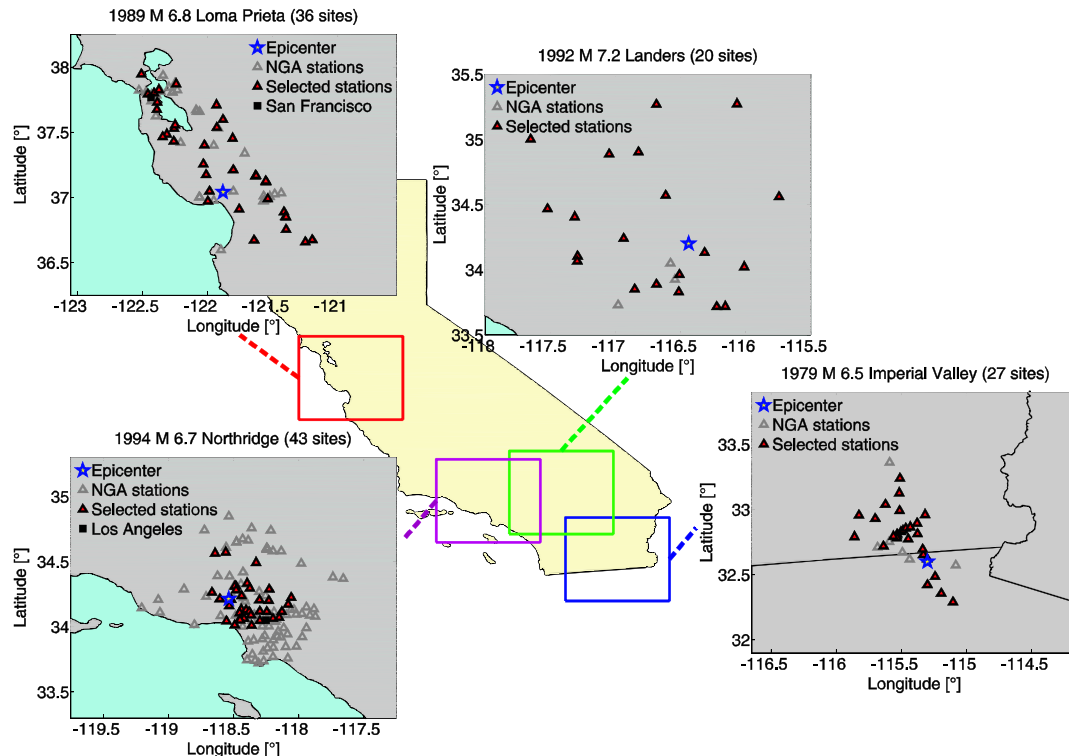 1989 M 6.8 Loma Prieta (36 sites)
Epicenter
NGA stations
Selected stations
San Francisco
38
37.5
37
36.5
Latitude [°]
-123
-122.5
-122
-121.5
-121
Longitude [°]
1992 M 7.2 Landers (20 sites)
Epicenter
NGA stations
Selected stations
35.5
35
34.5
34
33.5
Latitude [°]
-118
-117.5
-117
-116.5
-116
-115.5
Longitude [°]
1994 M 6.7 Northridge (43 sites)
Epicenter
NGA stations
Selected stations
Los Angeles
35
34.5
34
33.5
Latitude [°]
-119.5
-119
-118.5
-118
-117.5
Longitude [°]
1979 M 6.5 Imperial Valley (27 sites)
Epicenter
NGA stations
Selected stations
33.5
33
32.5
32
Latitude [°]
-116.5
-116
-115.5
-115
-114.5
Longitude [°]